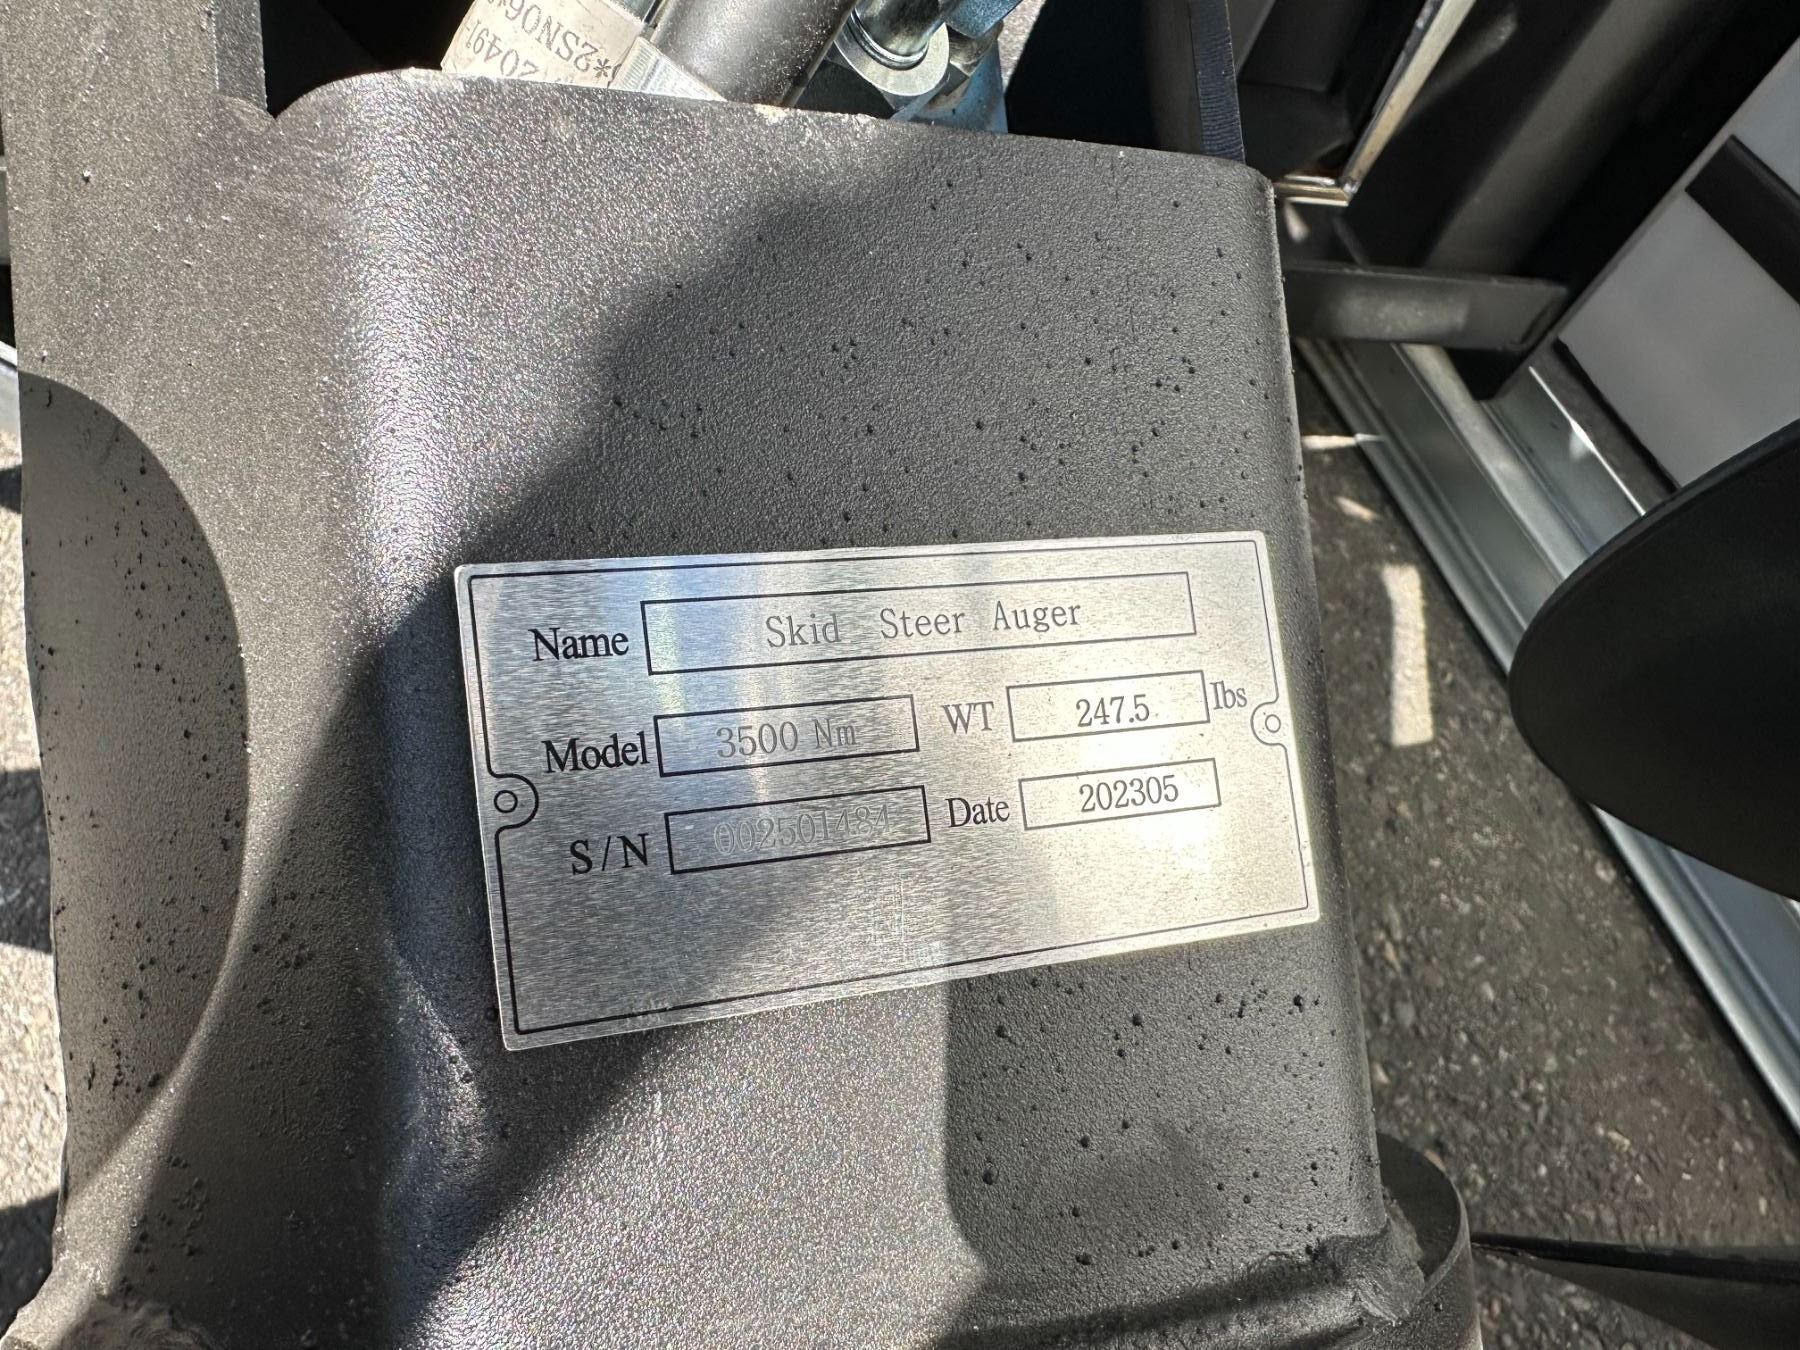 Name Skid Steer Auger
Model 3500 Nm WT 247.5 lbs
S/N 002501484 Date 202305